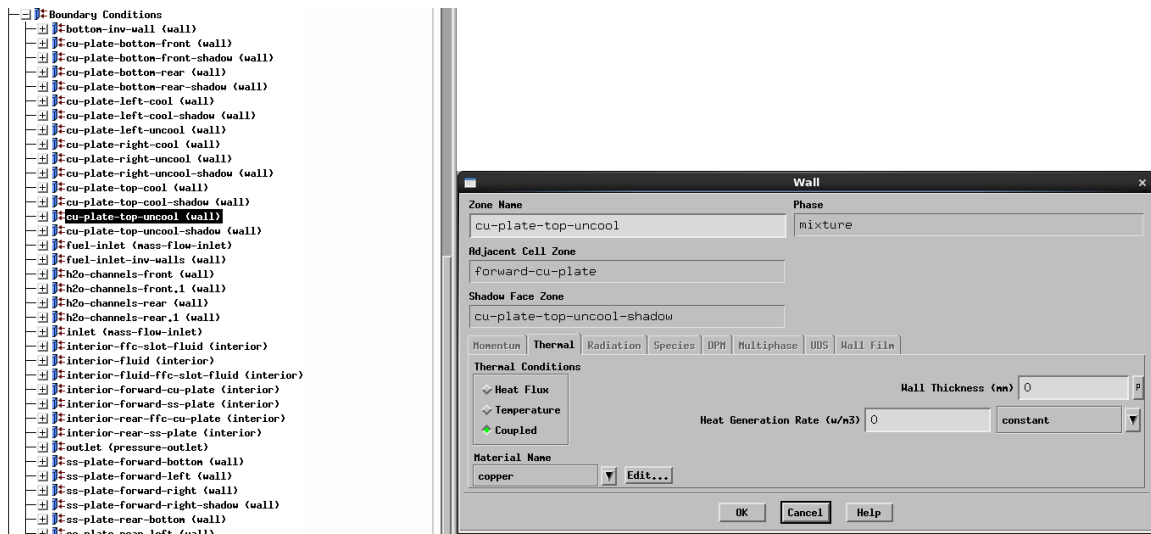 Boundary Conditions
bottom-inv-wall (wall)
cu-plate-bottom-front (wall)
cu-plate-bottom-front-shadow (wall)
cu-plate-bottom-rear (wall)
cu-plate-bottom-rear-shadow (wall)
cu-plate-left-cool (wall)
cu-plate-left-cool-shadow (wall)
cu-plate-left-uncool (wall)
cu-plate-right-cool (wall)
cu-plate-right-uncool (wall)
cu-plate-right-uncool-shadow (wall)
cu-plate-top-cool (wall)
cu-plate-top-cool-shadow (wall)
cu-plate-top-uncool (wall)
cu-plate-top-uncool-shadow (wall)
fuel-inlet (mass-flow-inlet)
fuel-inlet-inv-walls (wall)
h2o-channels-front (wall)
h2o-channels-front.1 (wall)
h2o-channels-rear (wall)
h2o-channels-rear.1 (wall)
inlet (mass-flow-inlet)
interior-ffc-slot-fluid (interior)
interior-fluid (interior)
interior-fluid-ffc-slot-fluid (interior)
interior-forward-cu-plate (interior)
interior-forward-ss-plate (interior)
interior-rear-ffc-cu-plate (interior)
interior-rear-ss-plate (interior)
outlet (pressure-outlet)
ss-plate-forward-bottom (wall)
ss-plate-forward-left (wall)
ss-plate-forward-right (wall)
ss-plate-forward-right-shadow (wall)
ss-plate-rear-bottom (wall)
ss-plate-rear-left (wall)
Wall ×
Zone Name Phase
cu-plate-top-uncool mixture
Adjacent Cell Zone
forward-cu-plate
Shadow Face Zone
cu-plate-top-uncool-shadow
Momentum Thermal Radiation Species DPM Multiphase UDS Wall Film
Thermal Conditions
Heat Flux Wall Thickness (mm) 0 P
Temperature
Heat Generation Rate (w/m3) 0 constant
Coupled
Material Name
copper Edit...
OK Cancel Help